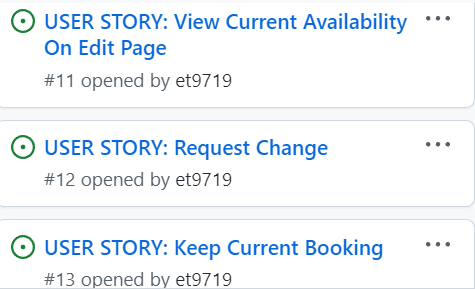 USER STORY: View Current Availability
On Edit Page
#11 opened by et9719
USER STORY: Request Change
#12 opened by et9719
USER STORY: Keep Current Booking
#13 opened by et9719